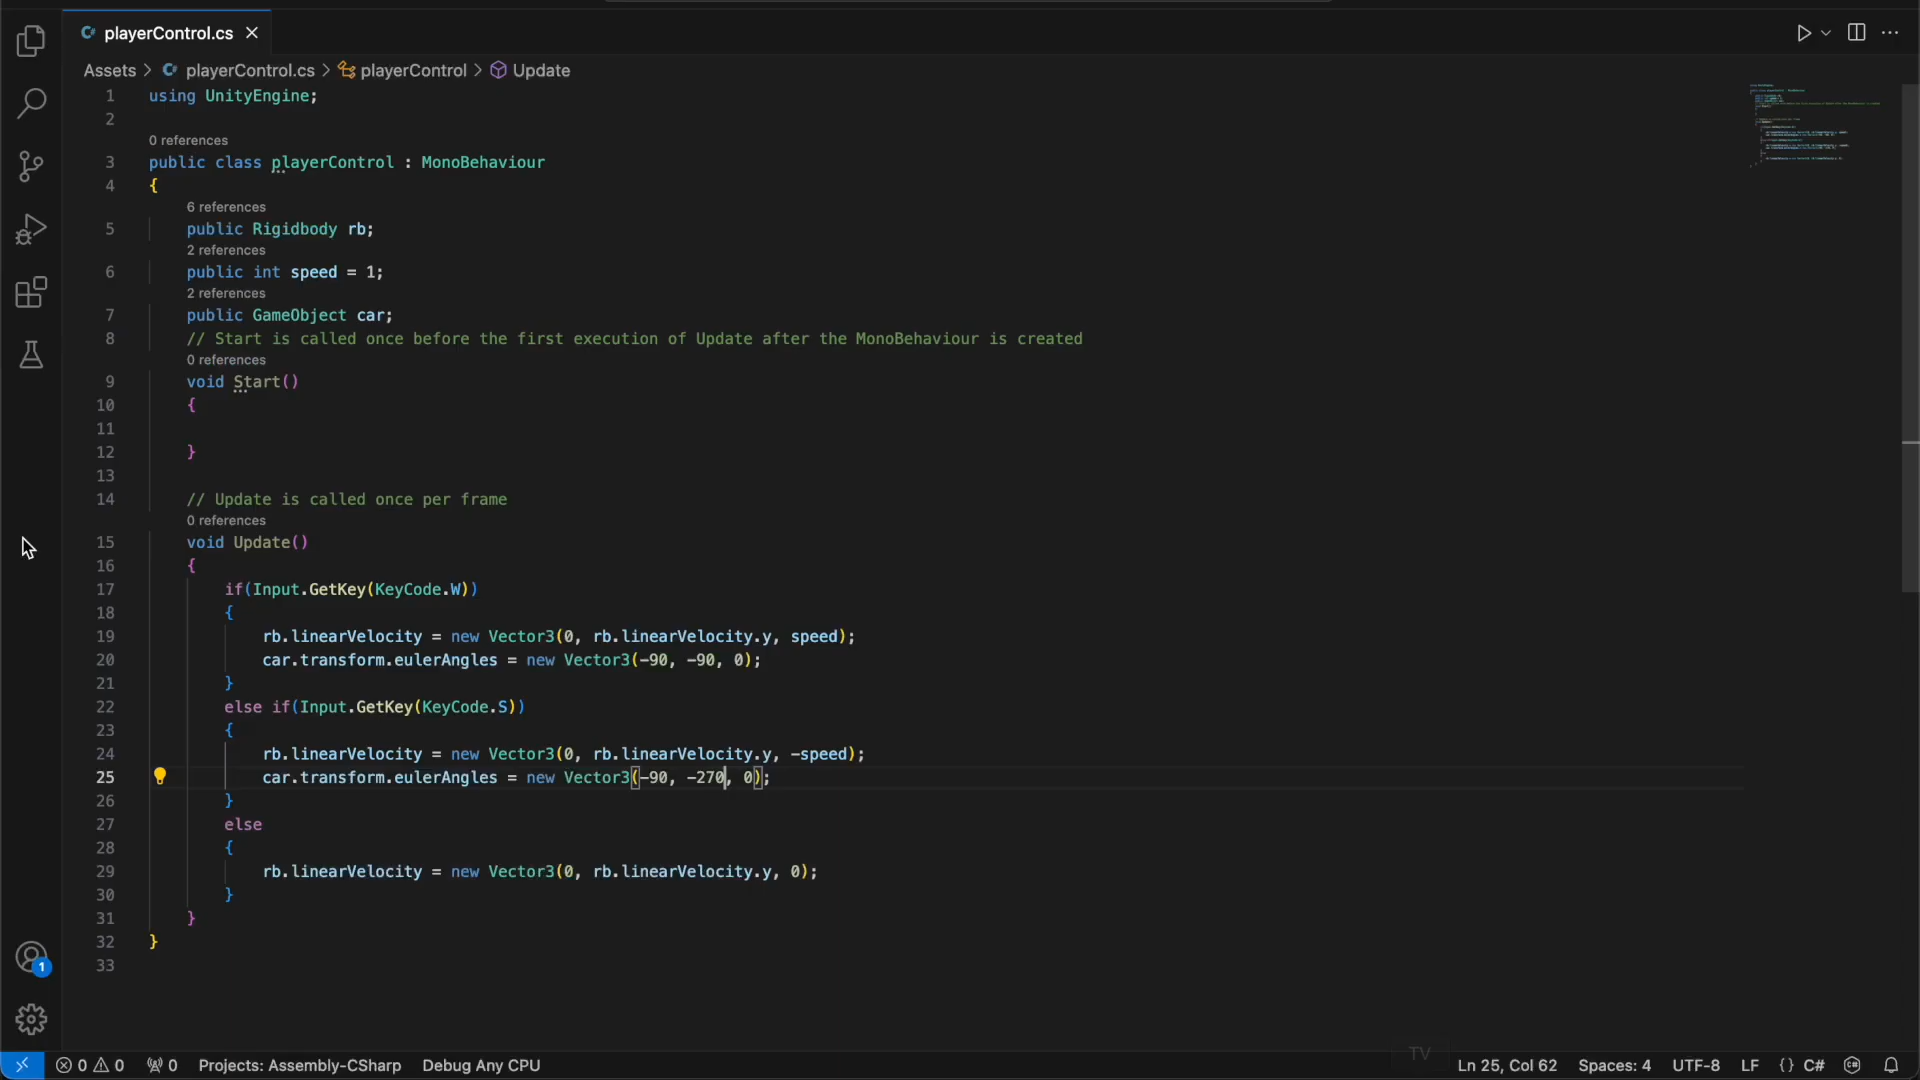 playerControl.cs
Assets > playerControl.cs > playerControl > Update
1 using UnityEngine;
2
0 references
3 public class playerControl : MonoBehaviour
4 {
6 references
5 public Rigidbody rb;
2 references
6 public int speed = 1;
2 references
7 public GameObject car;
8 // Start is called once before the first execution of Update after the MonoBehaviour is created
0 references
9 void Start()
10 {
11
12 }
13
14 // Update is called once per frame
0 references
15 void Update()
16 {
17 if(Input.GetKey(KeyCode.W))
18 {
19 rb.linearVelocity = new Vector3(0, rb.linearVelocity.y, speed);
20 car.transform.eulerAngles = new Vector3(-90, -90, 0);
21 }
22 else if(Input.GetKey(KeyCode.S))
23 {
24 rb.linearVelocity = new Vector3(0, rb.linearVelocity.y, -speed);
25 car.transform.eulerAngles = new Vector3(-90, -270, 0);
26 }
27 else
28 {
29 rb.linearVelocity = new Vector3(0, rb.linearVelocity.y, 0);
30 }
31 }
32 }
33
1
0 0 0 Projects: Assembly-CSharp Debug Any CPU TV Ln 25, Col 62 Spaces: 4 UTF-8 LF {} C#